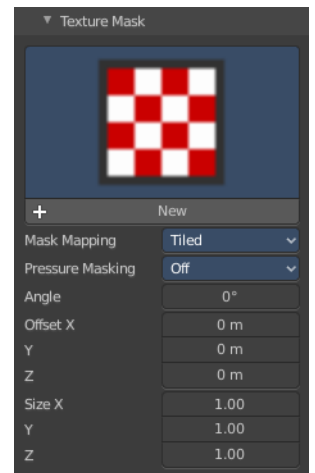 Texture Mask
New
Mask Mapping Tiled
Pressure Masking Off
Angle 0°
Offset X 0 m
Y 0 m
Z 0 m
Size X 1.00
Y 1.00
Z 1.00